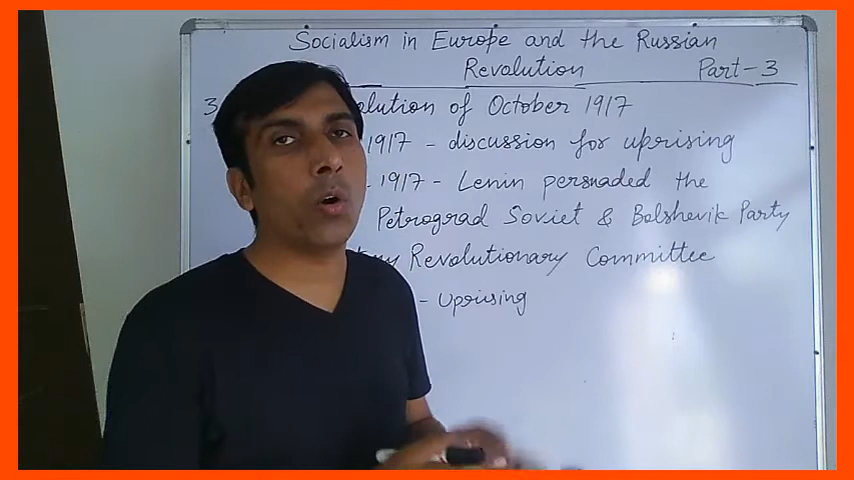 Socialism in Europe and the Russian
Revolution Part-3
3 of October 1917
1917 - discussion for uprising
1917 - Lenin persuaded the
Petrograd Soviet & Bolshevik Party
Revolutionary Committee
- Uprising